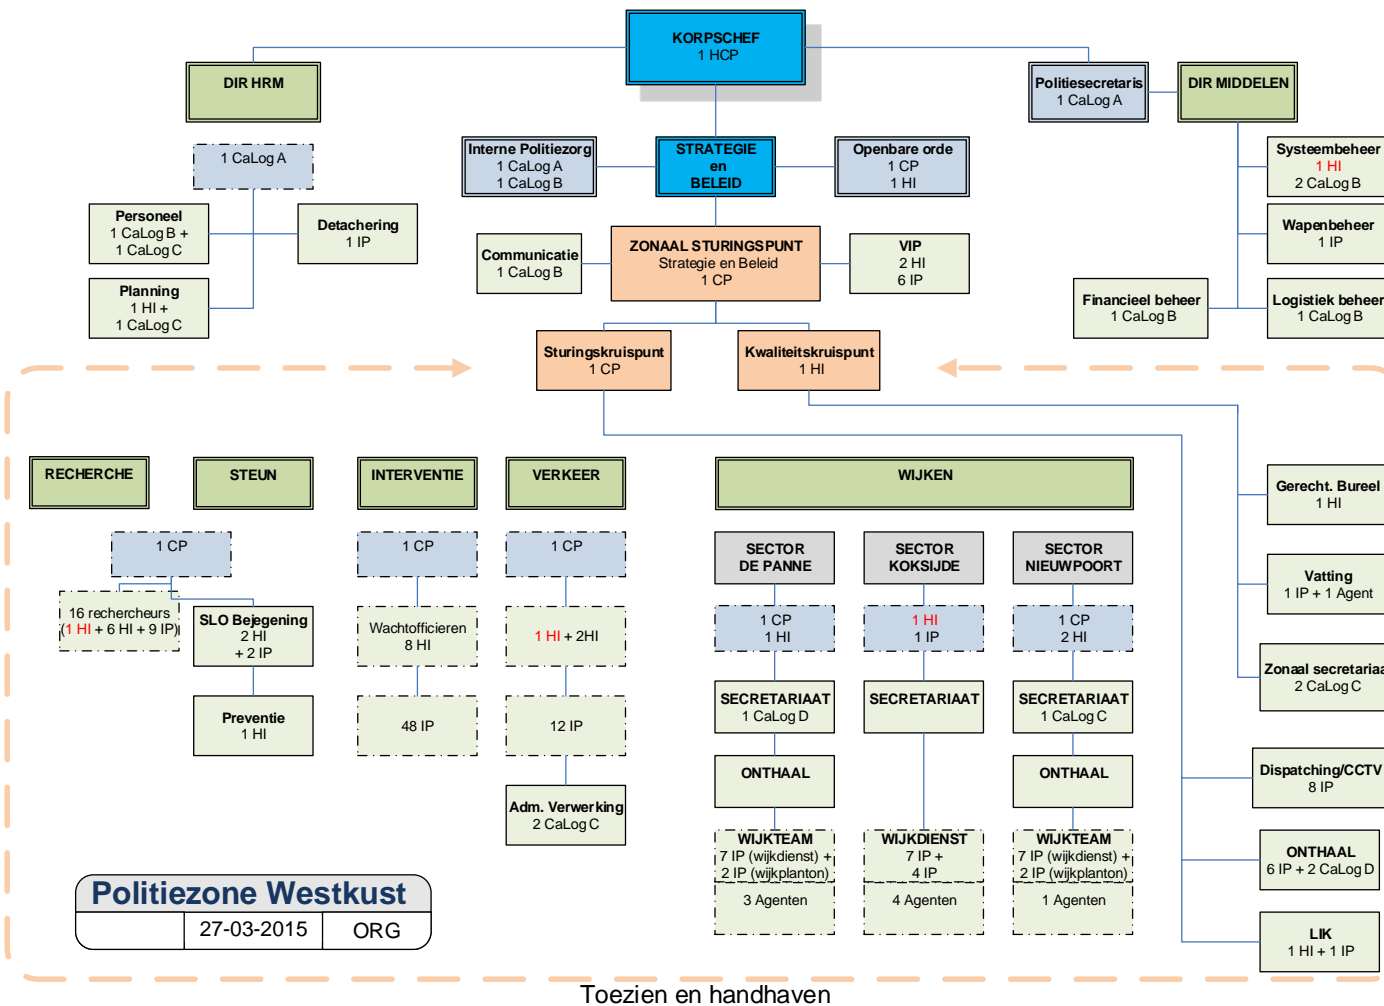 KORPSCHEF
1 HCP
DIR HRM
Politiesecretaris
1 CaLog A
DIR MIDDELEN
1 CaLog A
Interne Politiezorg
1 CaLog A
1 CaLog B
STRATEGIE
en
BELEID
Openbare orde
1 CP
1 HI
Systeembeheer
1 HI
2 CaLog B
Personeel
1 CaLog B +
1 CaLog C
Detachering
1 IP
Communicatie
1 CaLog B
ZONAAL STURINGSPUNT
Strategie en Beleid
1 CP
VIP
2 HI
6 IP
Wapenbeheer
1 IP
Planning
1 HI +
1 CaLog C
Financieel beheer
1 CaLog B
Logistiek beheer
1 CaLog B
Sturingskruispunt
1 CP
Kwaliteitskruispunt
1 HI
RECHERCHE
STEUN
INTERVENTIE
VERKEER
WIJKEN
Gerecht. Bureel
1 HI
1 CP
1 CP
1 CP
SECTOR
DE PANNE
SECTOR
KOKSIJDE
SECTOR
NIEUWPOORT
Vatting
1 IP + 1 Agent
16 rechercheurs
(1 HI + 6 HI + 9 IP)
SLO Bejegening
2 HI
+ 2 IP
Wachtofficieren
8 HI
1 HI + 2HI
1 CP
1 HI
1 HI
1 IP
1 CP
2 HI
Zonaal secretariaa
2 CaLog C
Preventie
1 HI
48 IP
12 IP
SECRETARIAAT
1 CaLog D
SECRETARIAAT
SECRETARIAAT
1 CaLog C
Dispatching/CCTV
8 IP
Adm. Verwerking
2 CaLog C
ONTHAAL
ONTHAAL
WIJKTEAM
7 IP (wijkdienst) +
2 IP (wijkplanton)
3 Agenten
WIJKDIENST
7 IP +
4 IP
4 Agenten
WIJKTEAM
7 IP (wijkdienst) +
2 IP (wijkplanton)
1 Agenten
ONTHAAL
6 IP + 2 CaLog D
LIK
1 HI + 1 IP
Politiezone Westkust
27-03-2015
ORG
Toezien en handhaven